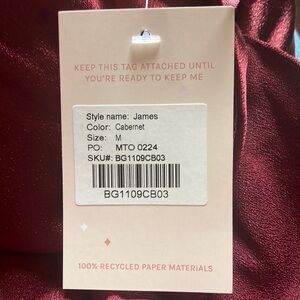 KEEP THIS TAG ATTACHED UNTIL
YOU'RE READY TO KEEP ME
Style name: James
Color: Cabernet
Size: M
PO: MTO 0224
SKU#: BG1109CB03
BG1109CB03
100% RECYCLED PAPER MATERIALS